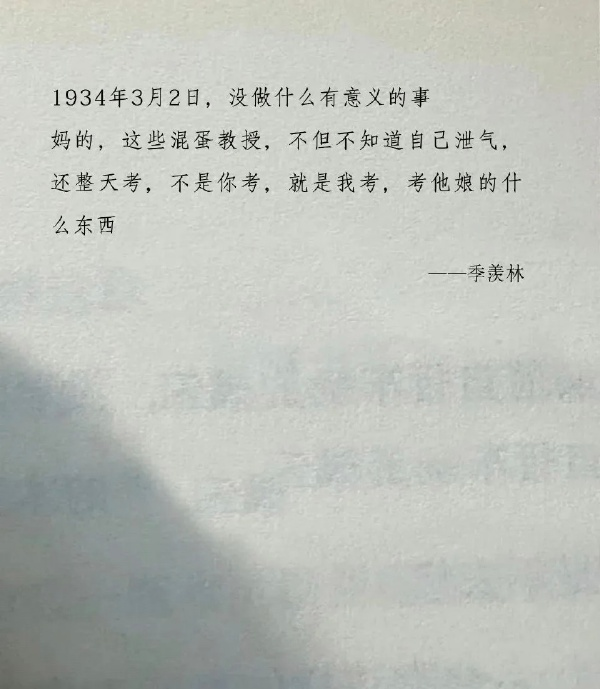 1934年3月2日，没做什么有意义的事
妈的，这些混蛋教授，不但不知道自己泄气，
还整天考，不是你考，就是我考，考他娘的什
么东西
——季羡林